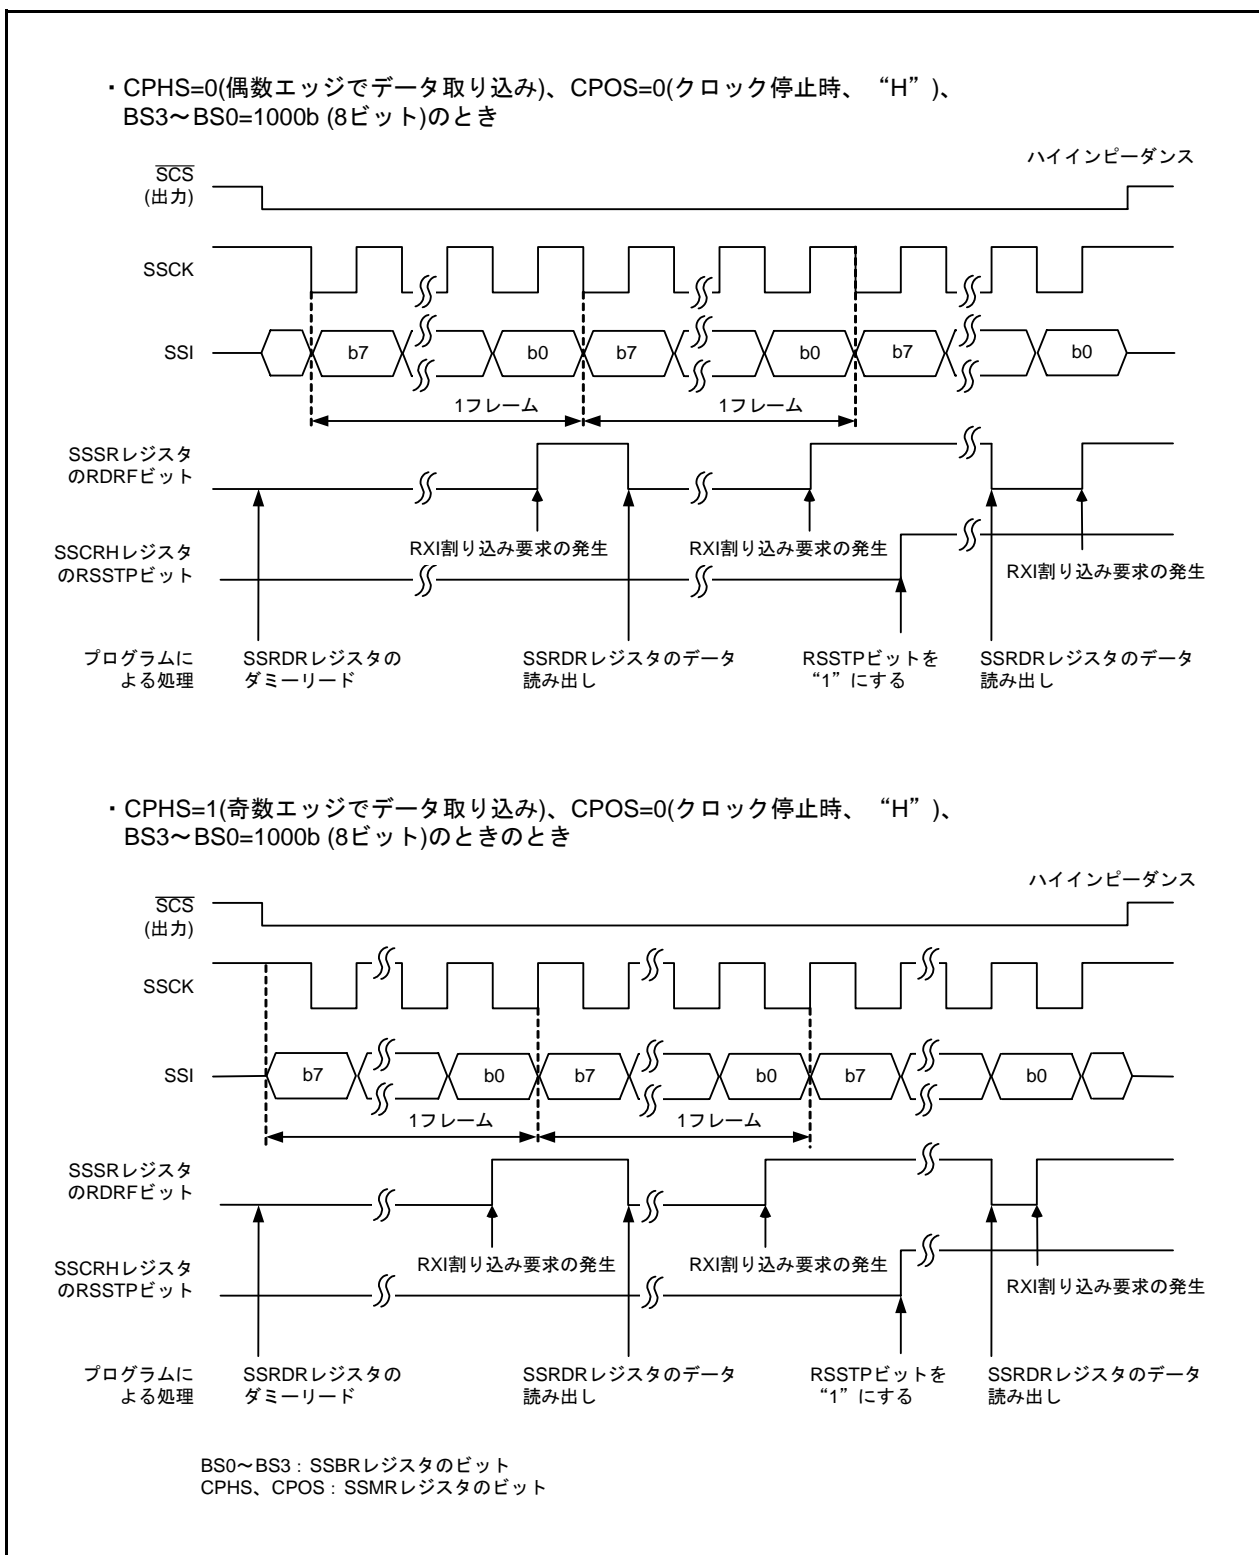 ・CPHS=0(偶数エッジでデータ取り込み)、CPOS=0(クロック停止時、“H”)、
BS3～BS0=1000b (8ビット)のとき
ハイインピーダンス
SCS
(出力)
SSCK
SSI
b7
b0
b7
b0
b7
b0
1フレーム
1フレーム
SSSRレジスタ
のRDRFビット
RXI割り込み要求の発生
RXI割り込み要求の発生
SSCRHレジスタ
のRSSTPビット
RXI割り込み要求の発生
プログラムに
よる処理
SSRDRレジスタの
ダミーリード
SSRDRレジスタのデータ
読み出し
RSSTPビットを
“1”にする
SSRDRレジスタのデータ
読み出し
・CPHS=1(奇数エッジでデータ取り込み)、CPOS=0(クロック停止時、“H”)、
BS3～BS0=1000b (8ビット)のときのとき
ハイインピーダンス
SCS
(出力)
SSCK
SSI
b7
b0
b7
b0
b7
b0
1フレーム
1フレーム
SSSRレジスタ
のRDRFビット
RXI割り込み要求の発生
RXI割り込み要求の発生
SSCRHレジスタ
のRSSTPビット
RXI割り込み要求の発生
プログラムに
よる処理
SSRDRレジスタの
ダミーリード
SSRDRレジスタのデータ
読み出し
RSSTPビットを
“1”にする
SSRDRレジスタのデータ
読み出し
BS0～BS3：SSBRレジスタのビット
CPHS、CPOS：SSMRレジスタのビット